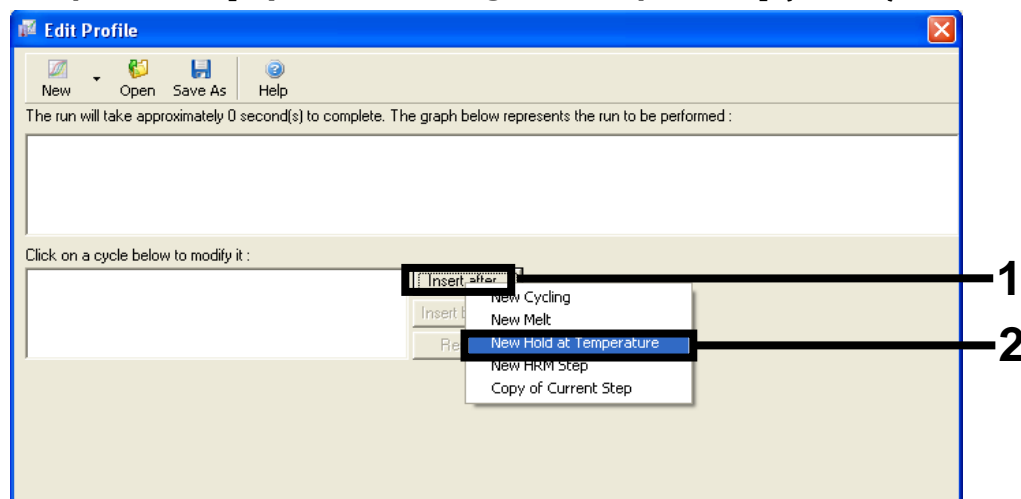 Edit Profile
New Open Save As Help
The run will take approximately 0 second(s) to complete. The graph below represents the run to be performed :
Click on a cycle below to modify it :
Insert after 1
New Cycling
Insert
New Melt
New Hold at Temperature 2
New HRM Step
Copy of Current Step